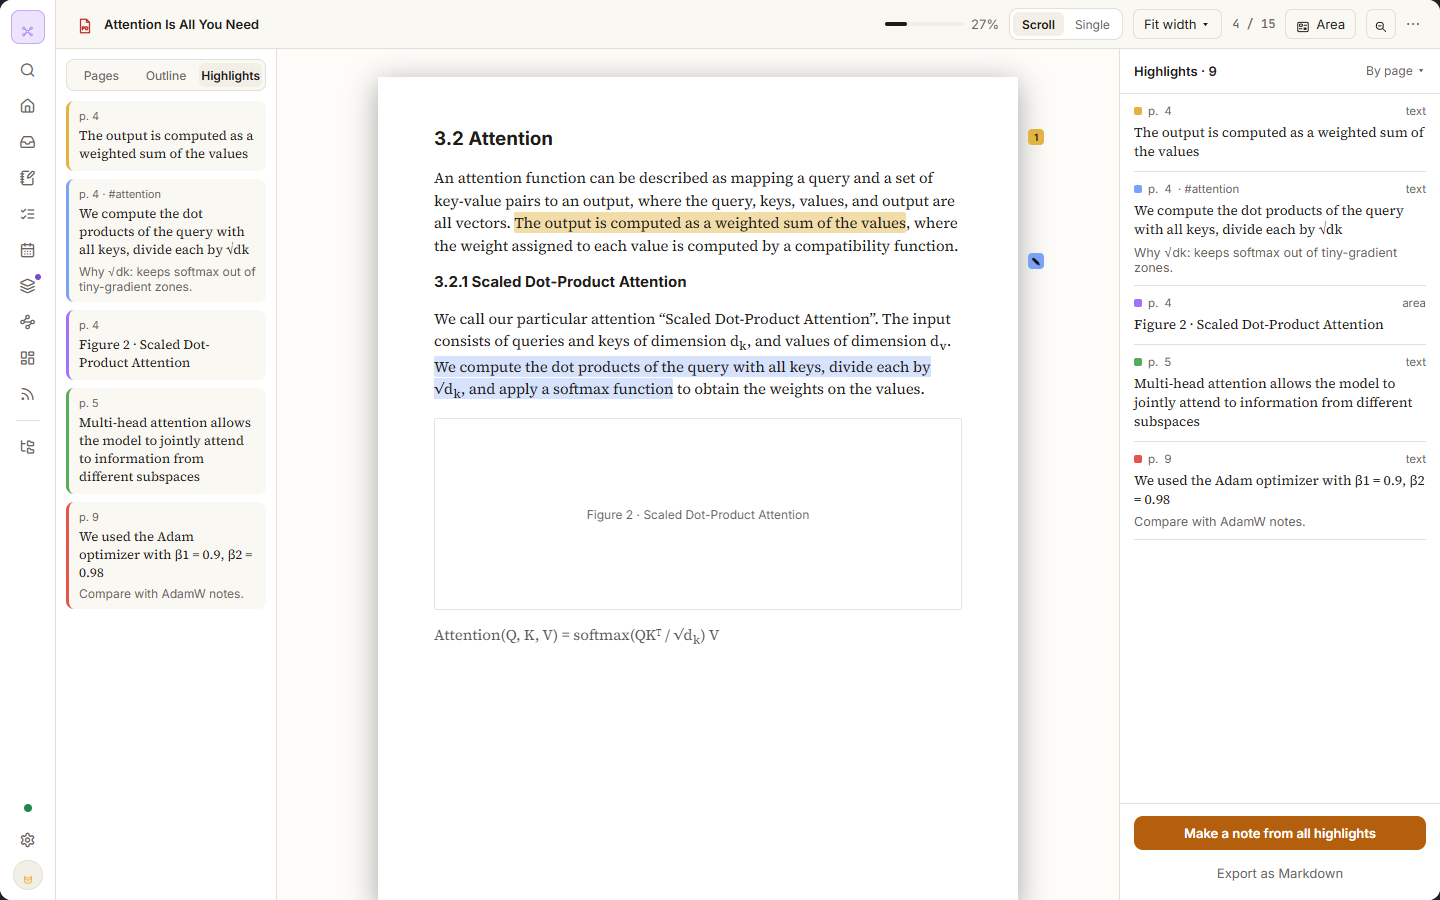 Attention Is All You Need
27%
Scroll
Single
Fit width
4 / 15
Area
Pages
Outline
Highlights
p. 4
The output is computed as a
weighted sum of the values
p. 4 · #attention
We compute the dot
products of the query with
all keys, divide each by √dk
Why √dk: keeps softmax out of
tiny-gradient zones.
p. 4
Figure 2 · Scaled Dot-
Product Attention
p. 5
Multi-head attention allows
the model to jointly attend
to information from
different subspaces
p. 9
We used the Adam
optimizer with β1 = 0.9, β2 =
0.98
Compare with AdamW notes.
3.2 Attention
An attention function can be described as mapping a query and a set of
key-value pairs to an output, where the query, keys, values, and output are
all vectors. The output is computed as a weighted sum of the values, where
the weight assigned to each value is computed by a compatibility function.
1
3.2.1 Scaled Dot-Product Attention
We call our particular attention “Scaled Dot-Product Attention”. The input
consists of queries and keys of dimension dk, and values of dimension dv.
We compute the dot products of the query with all keys, divide each by
√dk, and apply a softmax function to obtain the weights on the values.
Figure 2 · Scaled Dot-Product Attention
Attention(Q, K, V) = softmax(QKᵀ / √dk) V
Highlights · 9
By page
p. 4
text
The output is computed as a weighted sum of
the values
p. 4 · #attention
text
We compute the dot products of the query
with all keys, divide each by √dk
Why √dk: keeps softmax out of tiny-gradient
zones.
p. 4
area
Figure 2 · Scaled Dot-Product Attention
p. 5
text
Multi-head attention allows the model to
jointly attend to information from different
subspaces
p. 9
text
We used the Adam optimizer with β1 = 0.9, β2
= 0.98
Compare with AdamW notes.
Make a note from all highlights
Export as Markdown